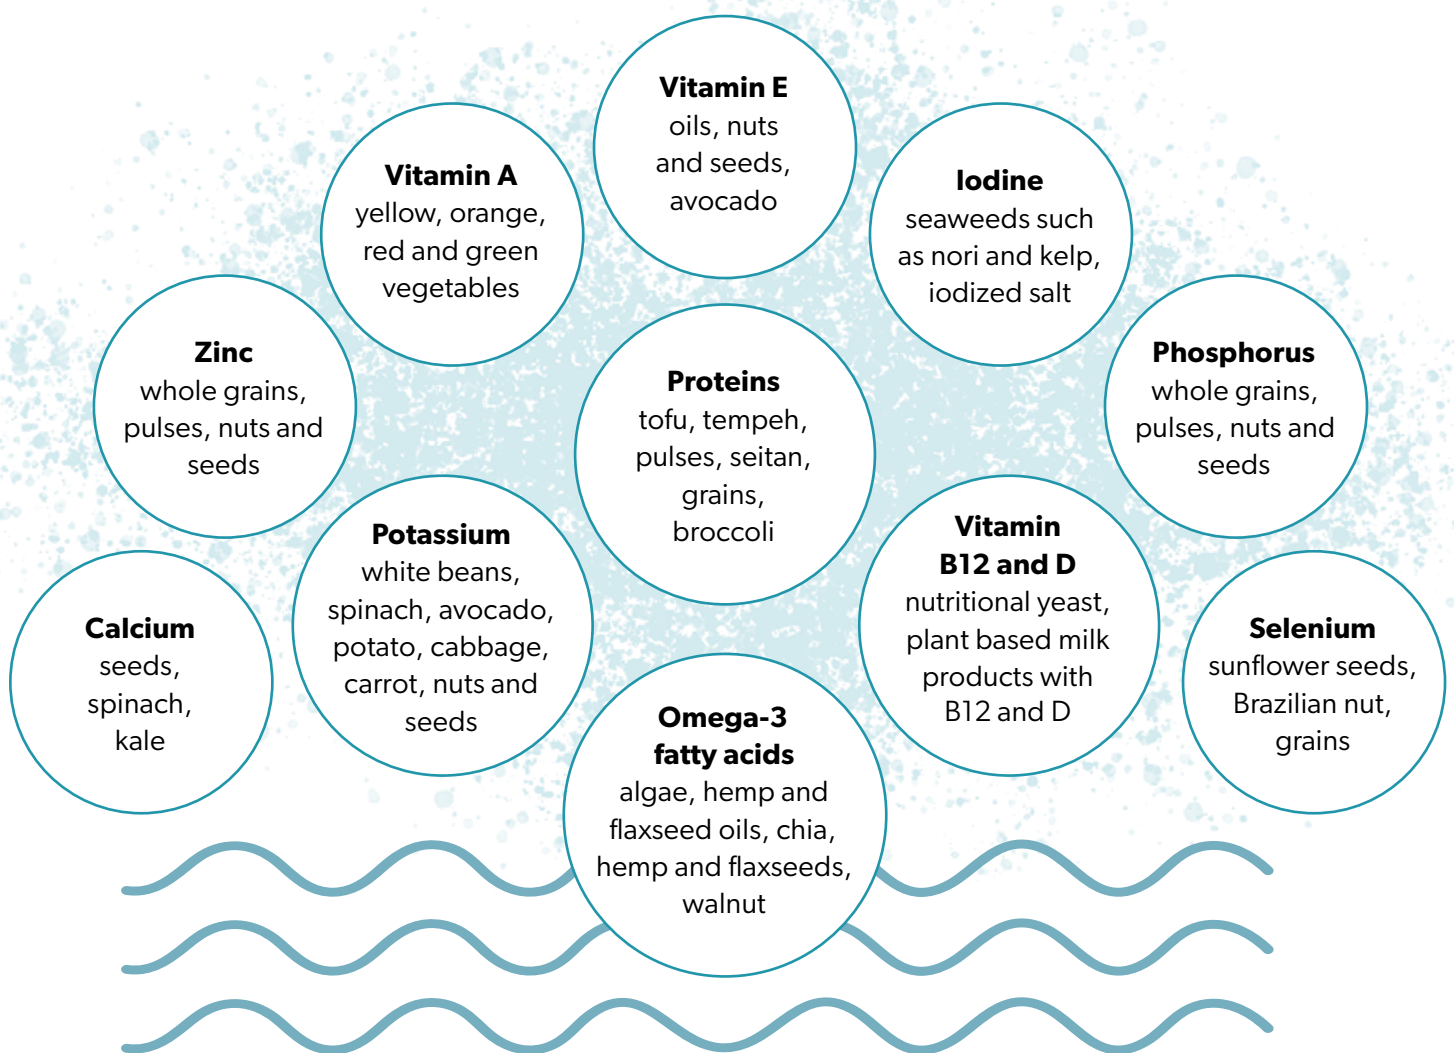 Vitamin E
oils, nuts
and seeds,
avocado
Vitamin A
yellow, orange,
red and green
vegetables
Iodine
seaweeds such
as nori and kelp,
iodized salt
Zinc
whole grains,
pulses, nuts and
seeds
Proteins
tofu, tempeh,
pulses, seitan,
grains,
broccoli
Phosphorus
whole grains,
pulses, nuts and
seeds
Potassium
white beans,
spinach, avocado,
potato, cabbage,
carrot, nuts and
seeds
Vitamin
B12 and D
nutritional yeast,
plant based milk
products with
B12 and D
Calcium
seeds,
spinach,
kale
Omega-3
fatty acids
algae, hemp and
flaxseed oils, chia,
hemp and flaxseeds,
walnut
Selenium
sunflower seeds,
Brazilian nut,
grains